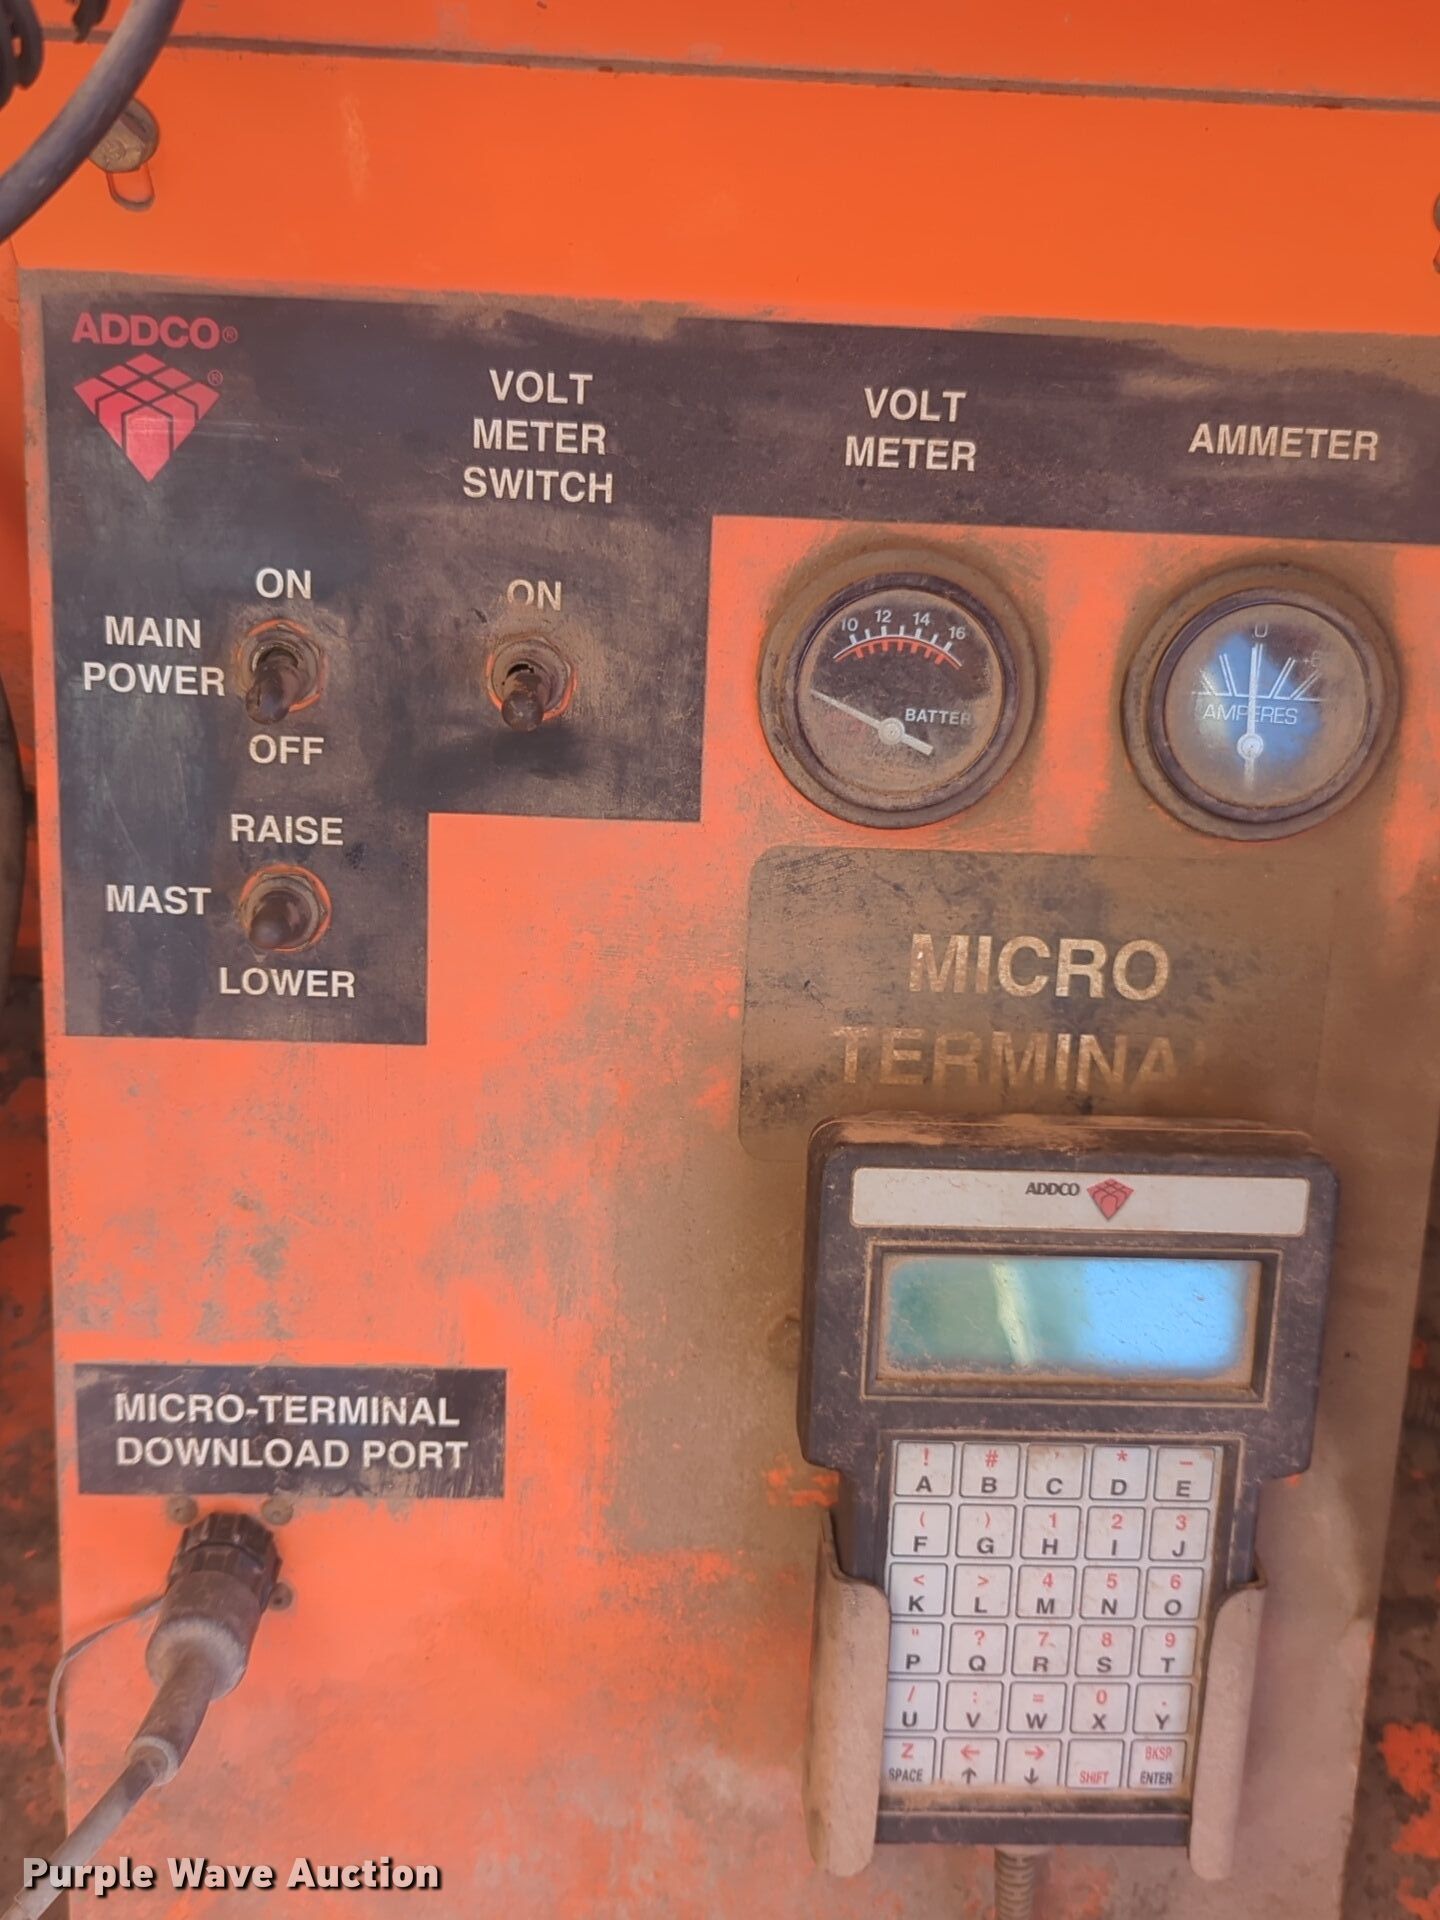 ADDCO®
®
VOLT
METER
SWITCH
VOLT
METER
AMMETER
ON
MAIN
POWER
OFF
ON
10 12 14 16
AMPERES
RAISE
MAST
LOWER
MICRO
ADDCO
MICRO-TERMINAL
DOWNLOAD PORT
! # ' * –
A B C D E
( ) 1 2 3
F G H I J
< > 4 5 6
K L M N O
" ? 7 8 9
P Q R S T
/ : = 0 .
U V W X Y
Z ← → BKSP
SPACE ↑ ↓ SHIFT ENTER
Purple Wave Auction